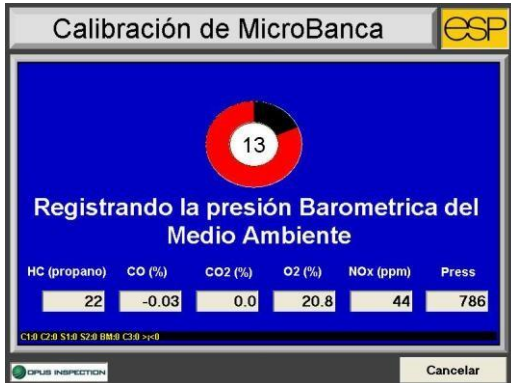 Calibración de MicroBanca
esp
13
Registrando la presión Barometrica del
Medio Ambiente
HC (propano) CO (%) CO2 (%) O2 (%) NOx (ppm) Press
22 -0.03 0.0 20.8 44 786
C1:0 C2:0 S1:0 S2:0 BM:0 C3:0 >¡<0
OPUS INSPECTION
Cancelar